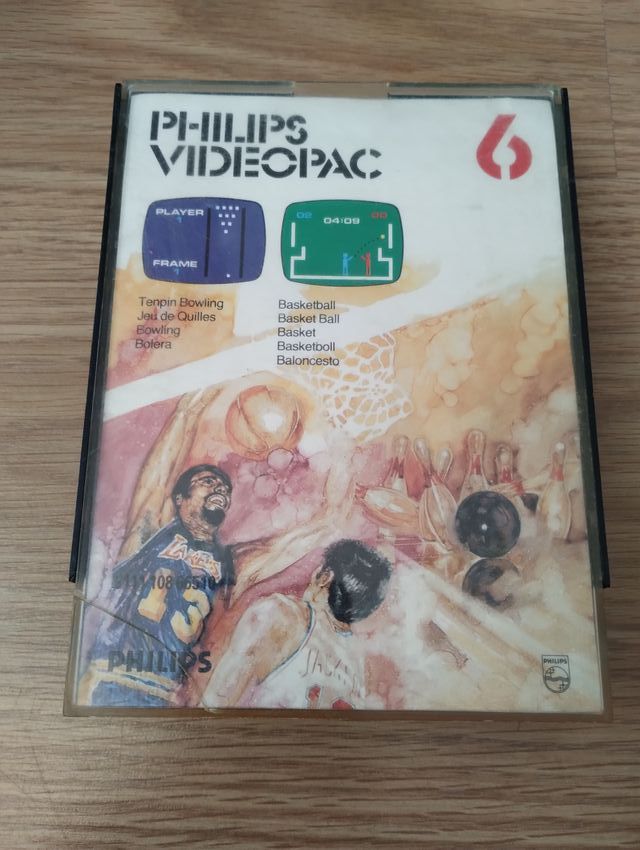 PHILIPS
VIDEOPAC
6
PLAYER
1
FRAME
1
02
04:09
00
Tenpin Bowling
Jeu de Quilles
Bowling
Bolera
Basketball
Basket Ball
Basket
Basketboll
Baloncesto
LAKERS
13
PHILIPS
PHILIPS